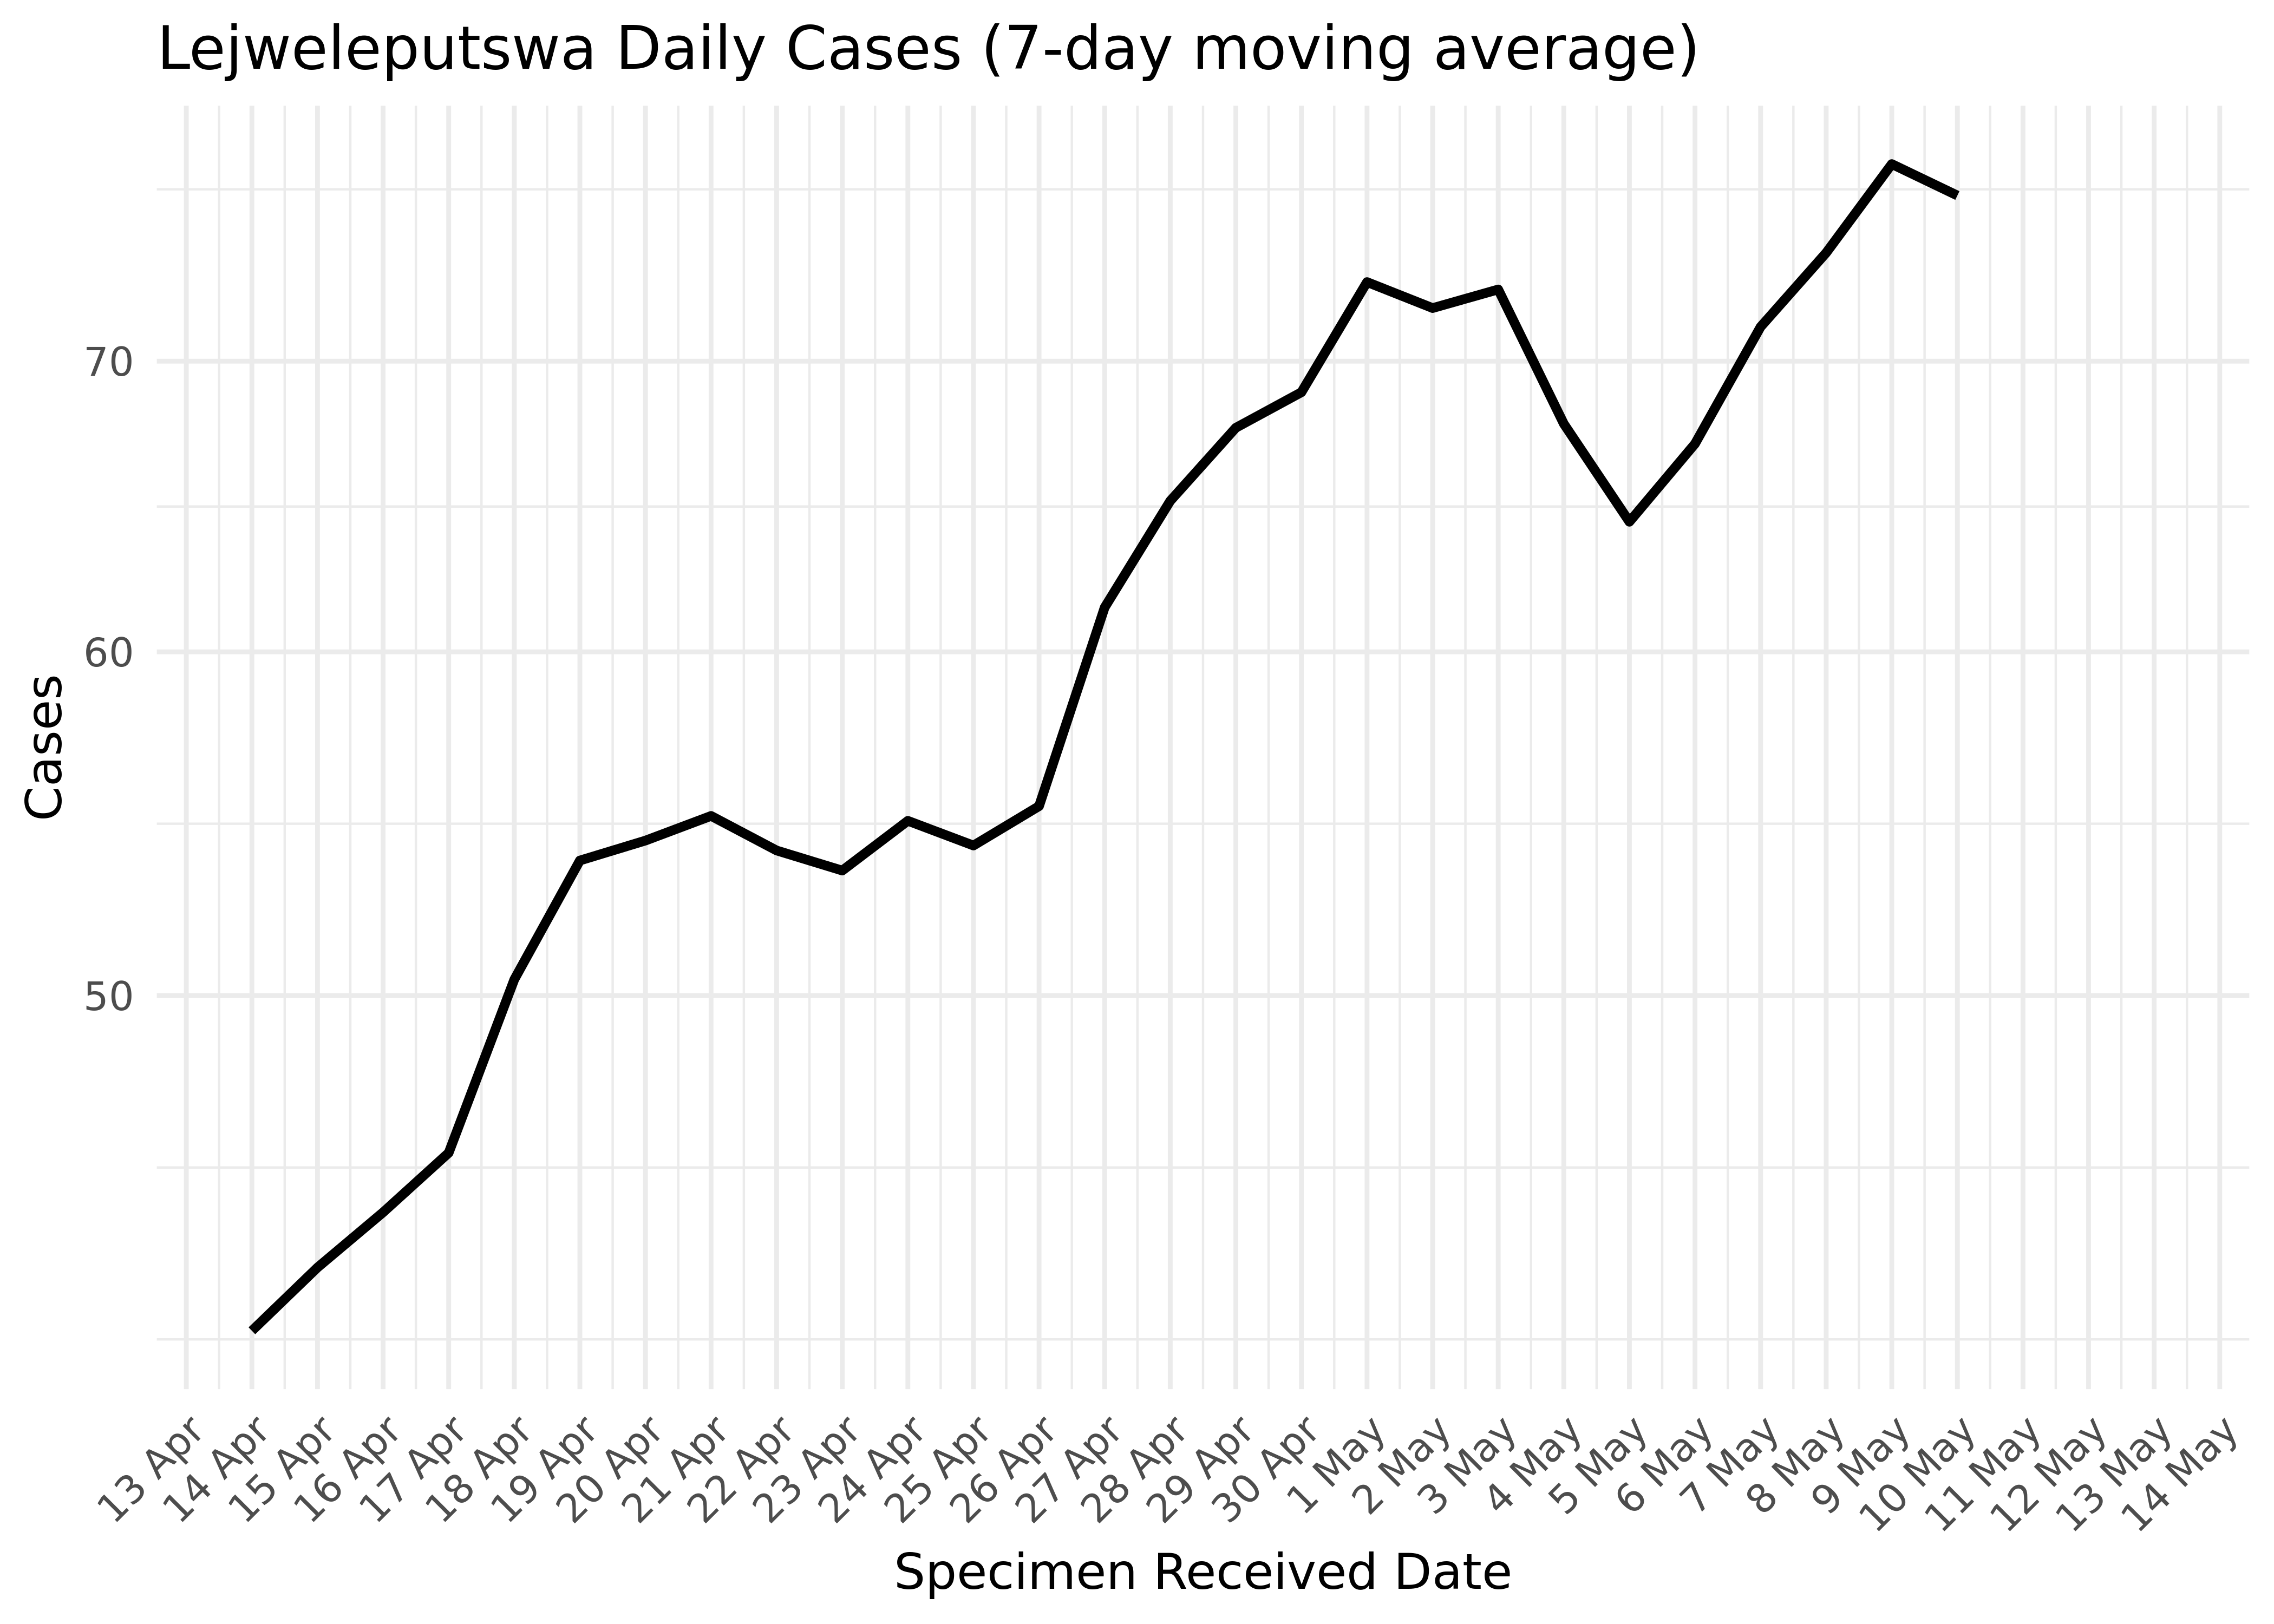 Lejweleputswa Daily Cases (7-day moving average)
70
60
50
Cases
13 Apr
14 Apr
15 Apr
16 Apr
17 Apr
18 Apr
19 Apr
20 Apr
21 Apr
22 Apr
23 Apr
24 Apr
25 Apr
26 Apr
27 Apr
28 Apr
29 Apr
30 Apr
1 May
2 May
3 May
4 May
5 May
6 May
7 May
8 May
9 May
10 May
11 May
12 May
13 May
14 May
Specimen Received Date